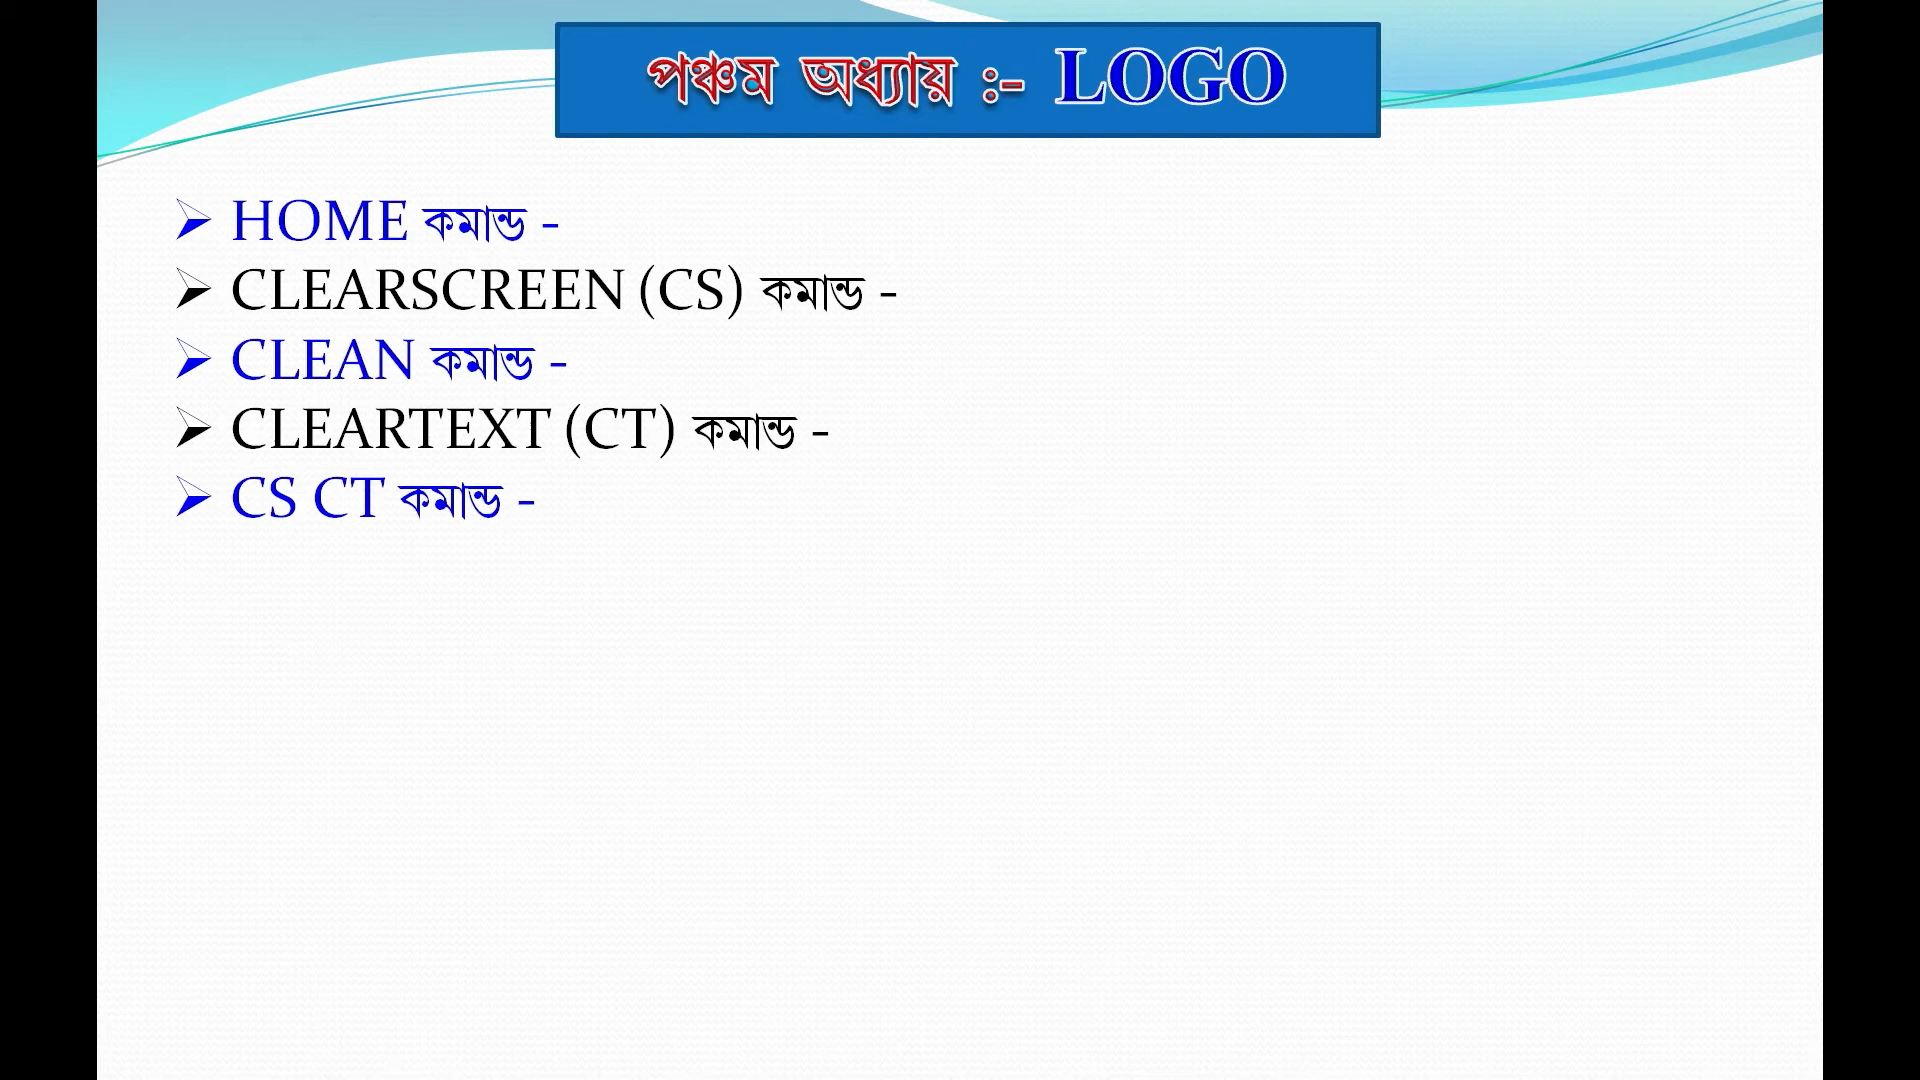 পঞ্চম অধ্যায় :- LOGO
➢ HOME কমান্ড -
➢ CLEARSCREEN (CS) কমান্ড -
➢ CLEAN কমান্ড -
➢ CLEARTEXT (CT) কমান্ড -
➢ CS CT কমান্ড -